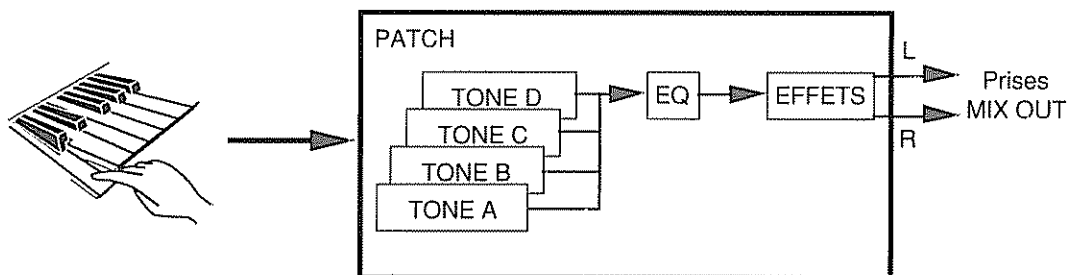 PATCH
TONE D
TONE C
TONE B
TONE A
EQ
EFFETS
L
R
Prises
MIX OUT